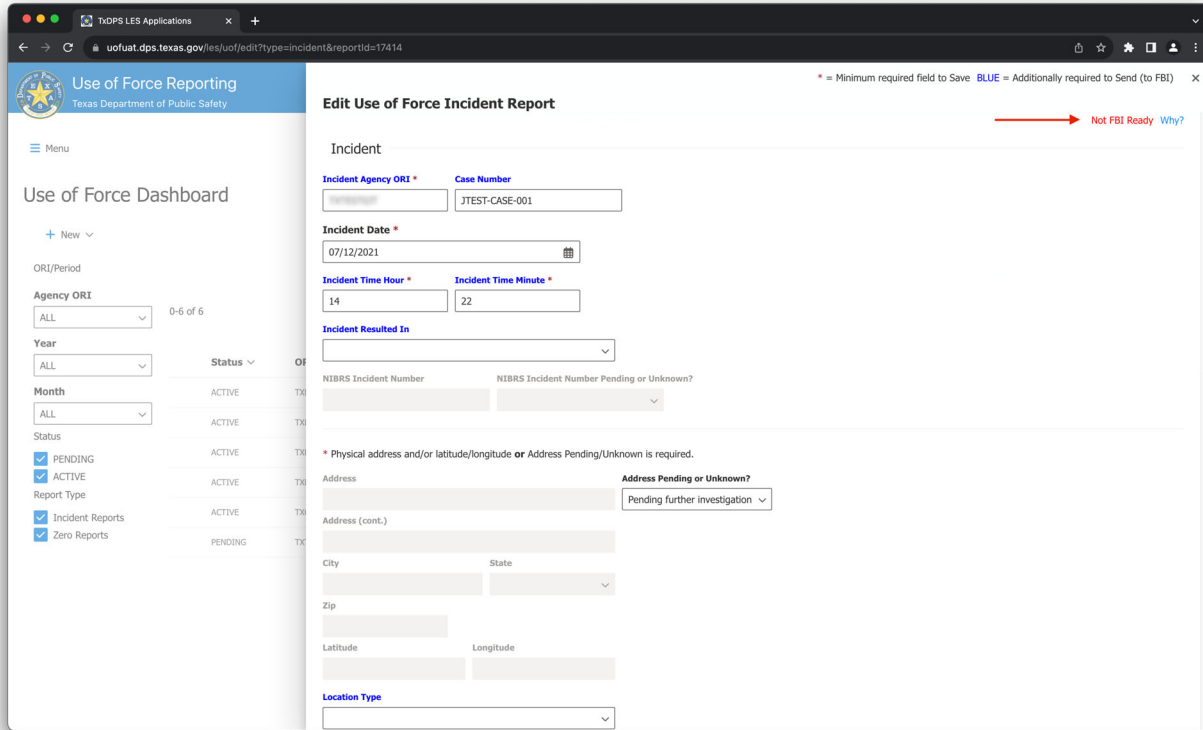 TxDPS LES Applications
uofuat.dps.texas.gov/les/uof/edit?type=incident&reportId=17414
Use of Force Reporting
Texas Department of Public Safety
Menu
Use of Force Dashboard
New
ORI/Period
Agency ORI
ALL
0-6 of 6
Year
ALL
Status
Month
ACTIVE
ALL
ACTIVE
Status
PENDING
ACTIVE
ACTIVE
ACTIVE
Report Type
Incident Reports
ACTIVE
Zero Reports
PENDING
* = Minimum required field to Save BLUE = Additionally required to Send (to FBI)
Edit Use of Force Incident Report
Not FBI Ready Why?
Incident
Incident Agency ORI * Case Number
JTEST-CASE-001
Incident Date *
07/12/2021
Incident Time Hour * Incident Time Minute *
14 22
Incident Resulted In
NIBRS Incident Number NIBRS Incident Number Pending or Unknown?
* Physical address and/or latitude/longitude or Address Pending/Unknown is required.
Address Address Pending or Unknown?
Pending further investigation
Address (cont.)
City State
Zip
Latitude Longitude
Location Type